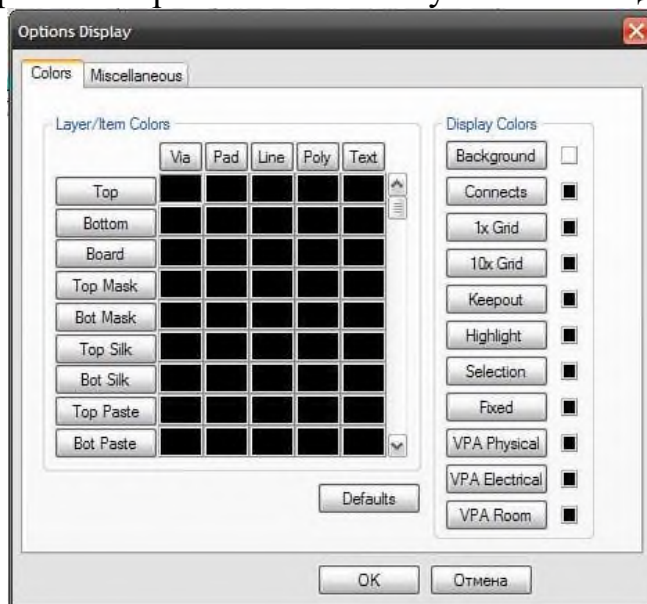 Options Display
Colors Miscellaneous
Layer/Item Colors
Via Pad Line Poly Text
Top
Bottom
Board
Top Mask
Bot Mask
Top Silk
Bot Silk
Top Paste
Bot Paste
Defaults
Display Colors
Background
Connects
1x Grid
10x Grid
Keepout
Highlight
Selection
Fixed
VPA Physical
VPA Electrical
VPA Room
OK Отмена